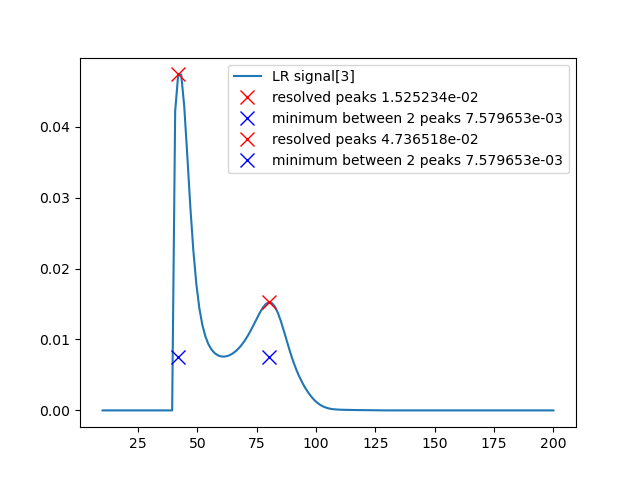 LR signal[3]
resolved peaks 1.525234e-02
minimum between 2 peaks 7.579653e-03
resolved peaks 4.736518e-02
minimum between 2 peaks 7.579653e-03
0.04
0.03
0.02
0.01
0.00
25 50 75 100 125 150 175 200